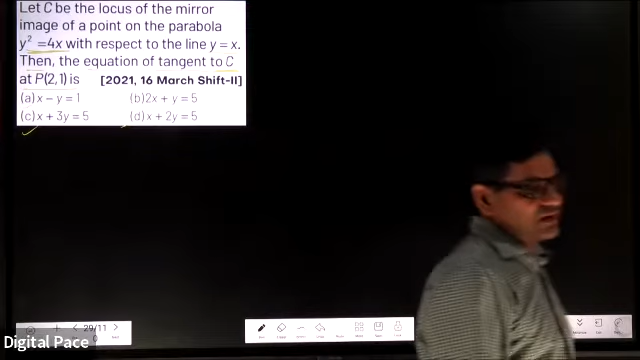 Let C be the locus of the mirror
image of a point on the parabola
y² =4x with respect to the line y = x.
Then, the equation of tangent to C
at P(2,1) is [2021, 16 March Shift-II]
(a) x − y = 1 (b) 2x + y = 5
(c) x + 3y = 5 (d) x + 2y = 5
29/11
Digital Pace